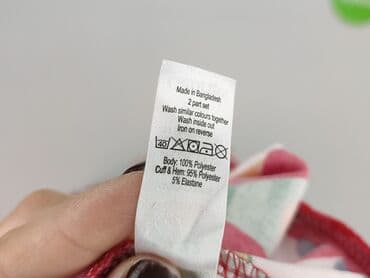 Made in Bangladesh
2 part set
Wash similar colours together
Wash inside out
Iron on reverse
40
Body: 100% Polyester
Cuff & Hem: 95% Polyester
5% Elastane